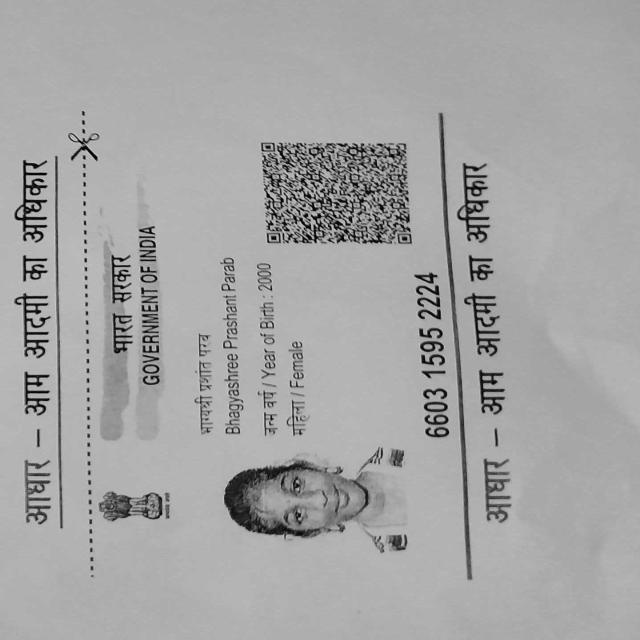 आधार – आम आदमी का अधिकार
भारत सरकार
GOVERNMENT OF INDIA
भाग्यश्री प्रशांत परब
Bhagyashree Prashant Parab
जन्म वर्ष / Year of Birth : 2000
महिला / Female
6603 1595 2224
आधार – आम आदमी का अधिकार